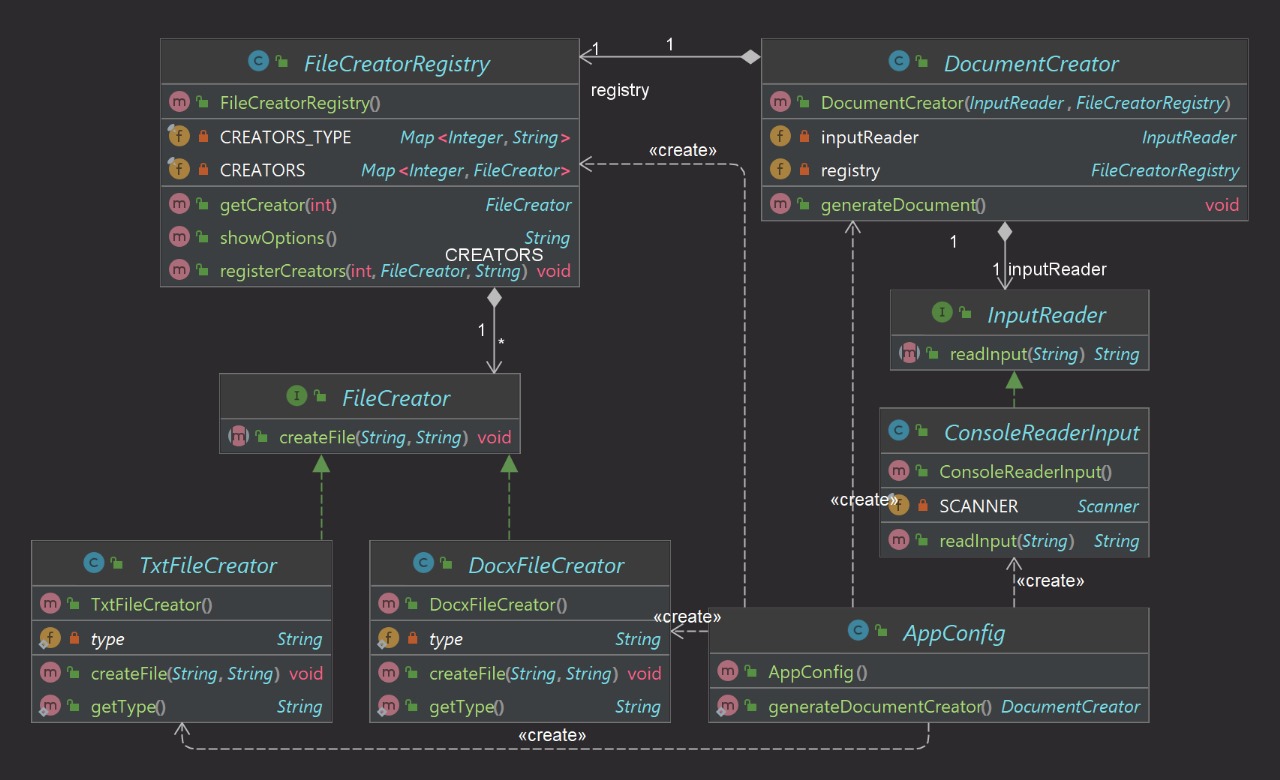 FileCreatorRegistry
FileCreatorRegistry()
CREATORS_TYPE Map<Integer, String>
CREATORS Map<Integer, FileCreator>
getCreator(int) FileCreator
showOptions() String
CREATORS
registerCreators(int, FileCreator, String) void
1 1
registry
«create»
DocumentCreator
DocumentCreator(InputReader, FileCreatorRegistry)
inputReader InputReader
registry FileCreatorRegistry
generateDocument() void
1
1 inputReader
InputReader
readInput(String) String
1
*
FileCreator
createFile(String, String) void
ConsoleReaderInput
ConsoleReaderInput()
«create»
SCANNER Scanner
readInput(String) String
«create»
TxtFileCreator
TxtFileCreator()
type String
createFile(String, String) void
getType() String
DocxFileCreator
DocxFileCreator()
type String
createFile(String, String) void
getType() String
«create»
AppConfig
AppConfig()
generateDocumentCreator() DocumentCreator
«create»